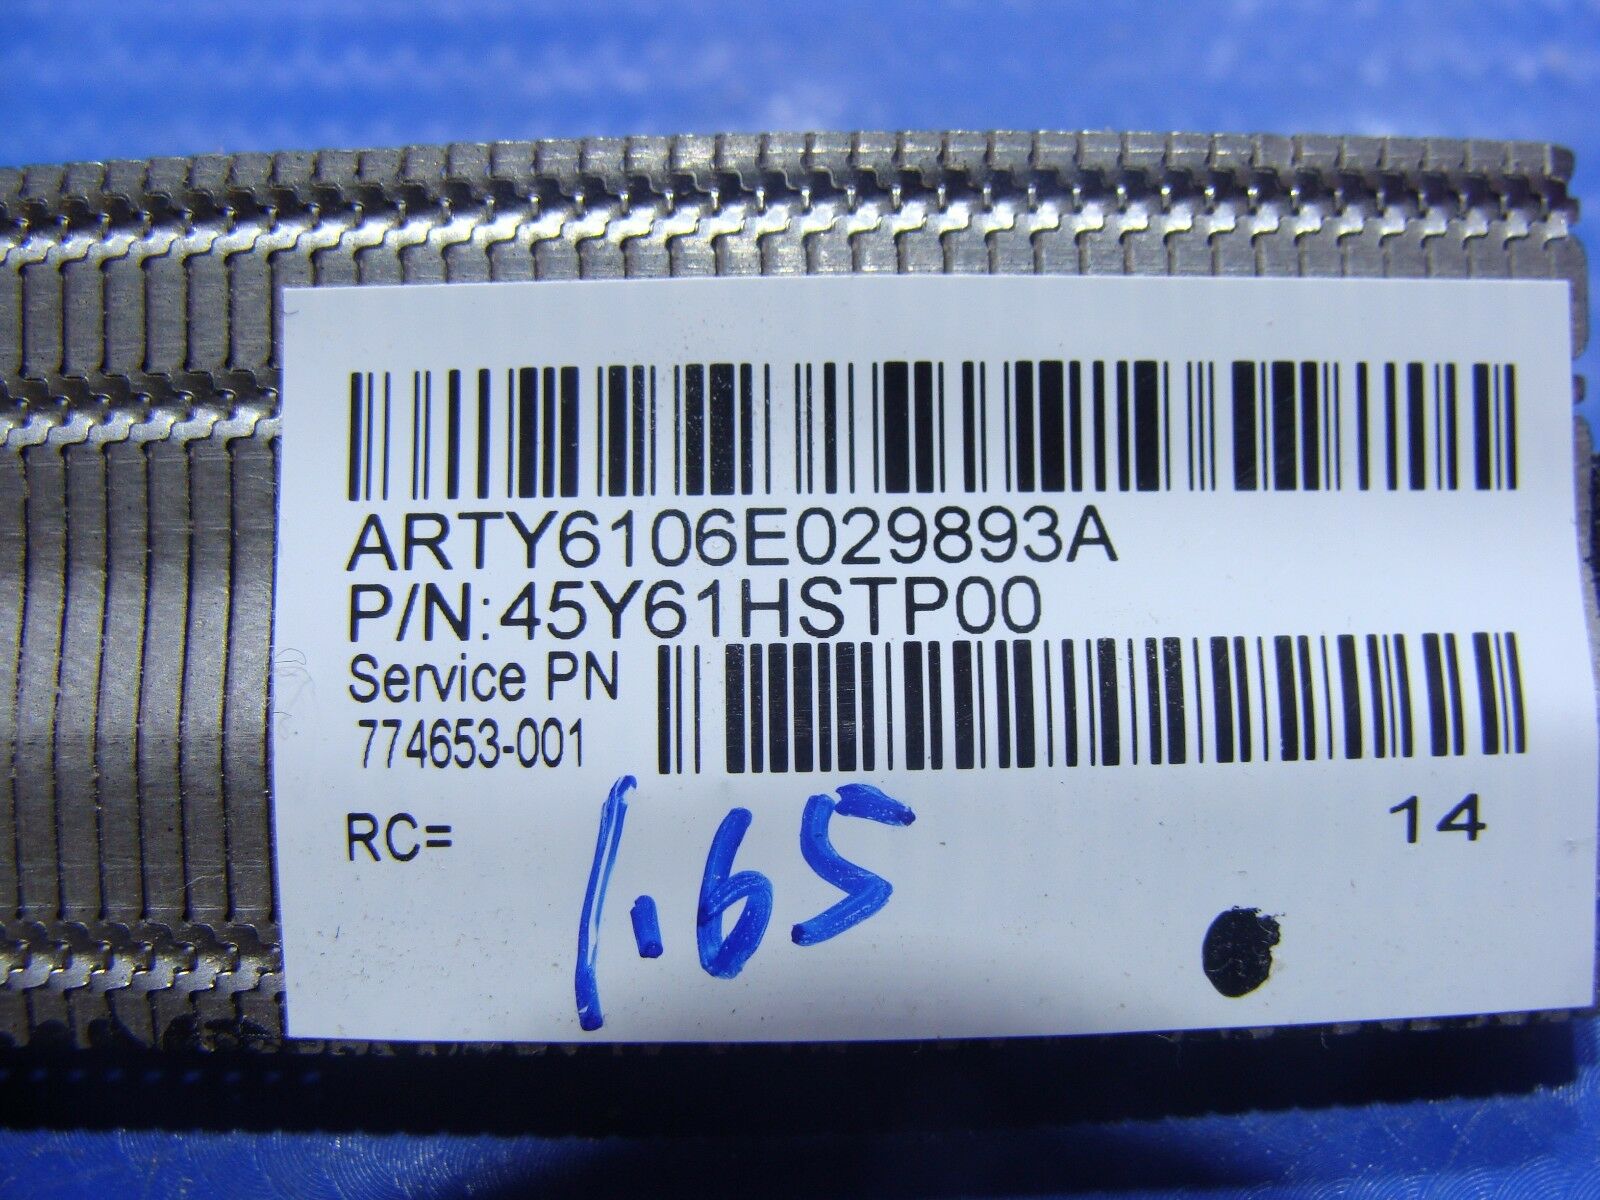 ARTY6106E029893A
P/N:45Y61HSTP00
Service PN
774653-001
RC= 1.65 14